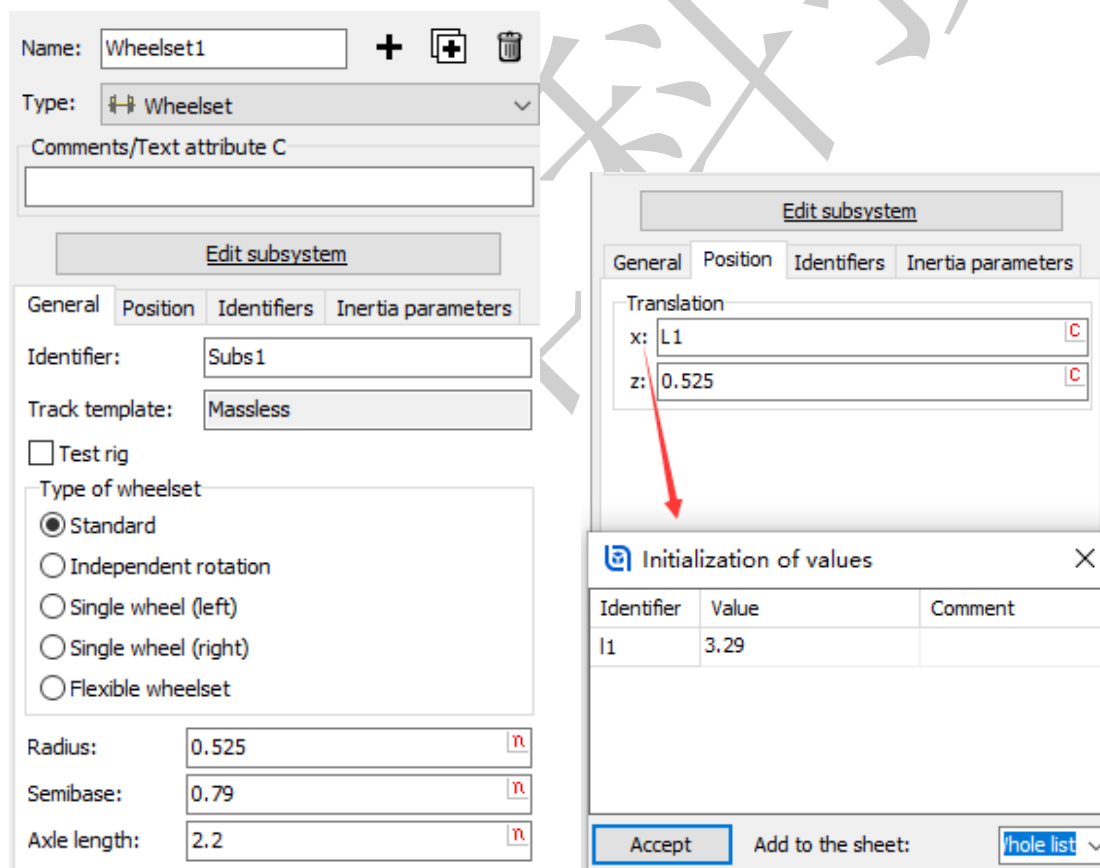 Name: Wheelset1
Type: Wheelset
Comments/Text attribute C
Edit subsystem
General Position Identifiers Inertia parameters
Identifier: Subs1
Track template: Massless
Test rig
Type of wheelset
Standard
Independent rotation
Single wheel (left)
Single wheel (right)
Flexible wheelset
Radius: 0.525 n
Semibase: 0.79 n
Axle length: 2.2 n
Edit subsystem
General Position Identifiers Inertia parameters
Translation
x: L1 C
z: 0.525 C
Initialization of values
Identifier Value Comment
l1 3.29
Accept Add to the sheet: Whole list